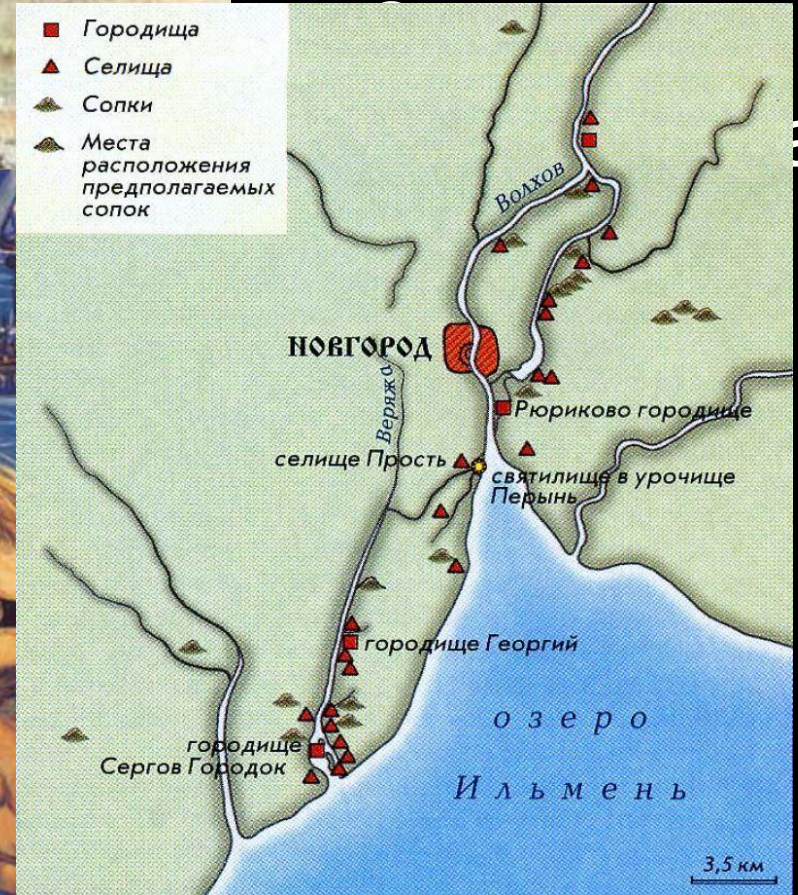 Городища
Селища
Сопки
Места
расположения
предполагаемых
сопок
Волхов
НОВГОРОД
Веряжа
Рюриково городище
селище Прость
святилище в урочище
Перынь
городище Георгий
городище
Сергов Городок
озеро
Ильмень
3,5 км